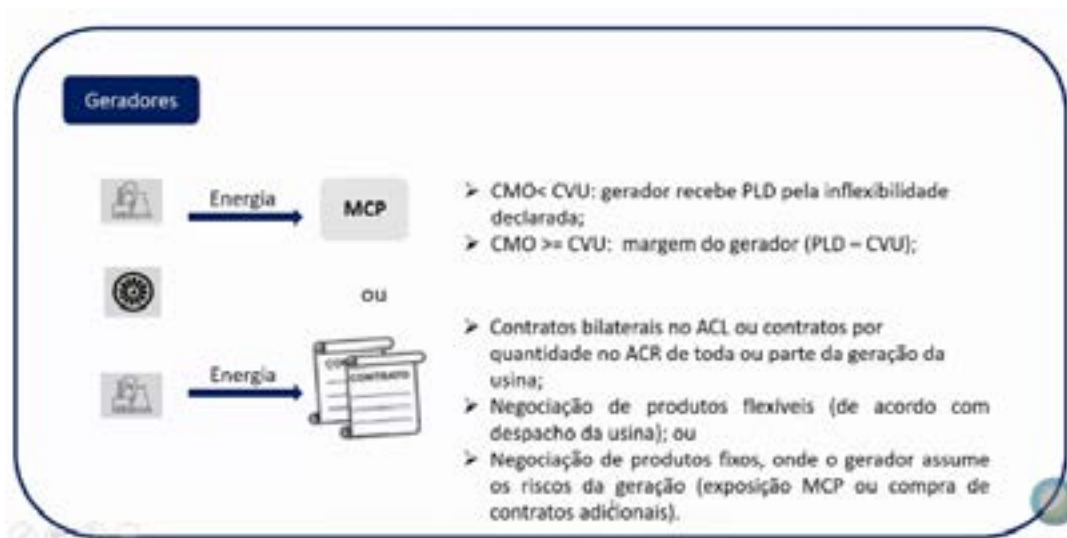 Geradores
Energia
MCP
➤ CMO< CVU: gerador recebe PLD pela inflexibilidade
declarada;
➤ CMO >= CVU: margem do gerador (PLD – CVU);
ou
Energia
CONTRATO
➤ Contratos bilaterais no ACL ou contratos por
quantidade no ACR de toda ou parte da geração da
usina;
➤ Negociação de produtos flexíveis (de acordo com
despacho da usina); ou
➤ Negociação de produtos fixos, onde o gerador assume
os riscos da geração (exposição MCP ou compra de
contratos adicionais).